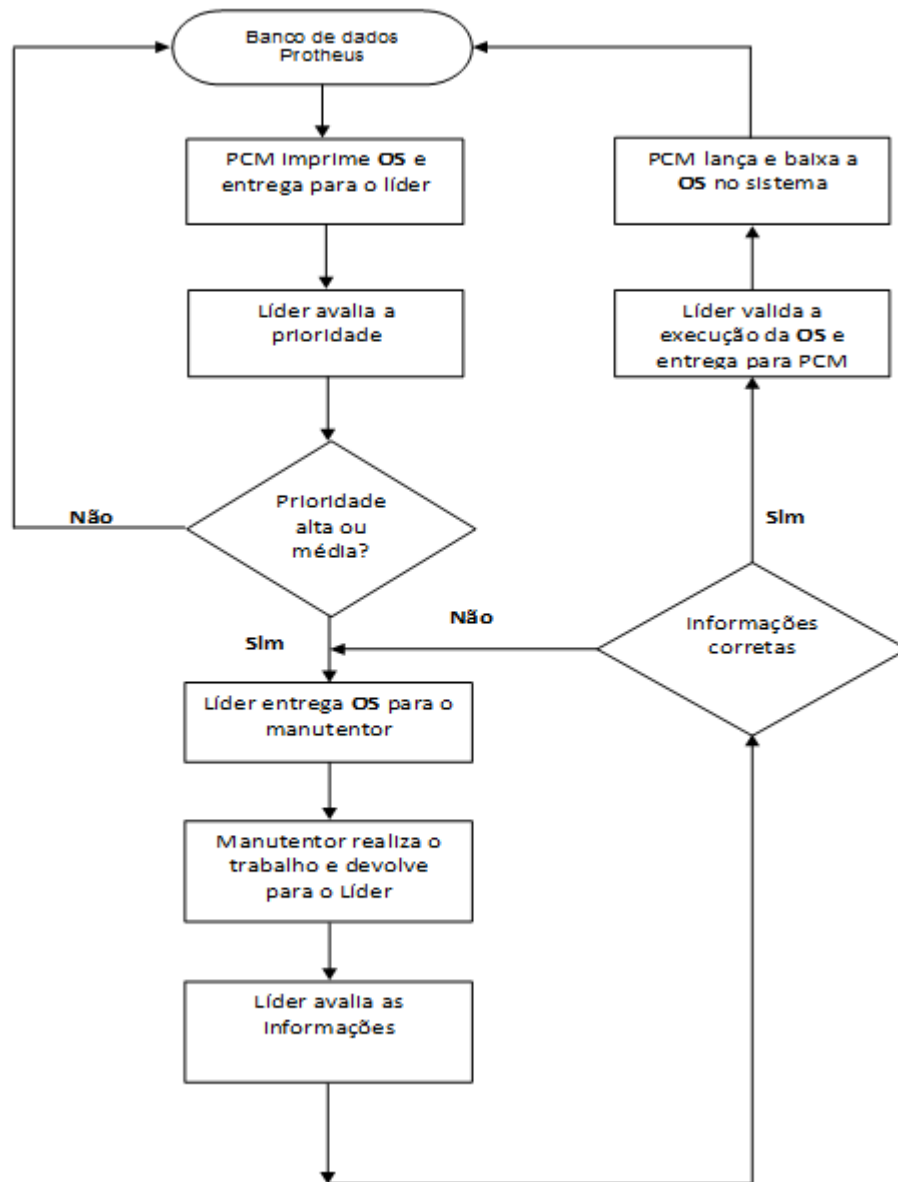 Banco de dados
Protheus
PCM imprime OS e
entrega para o líder
Líder avalia a
prioridade
Prioridade
alta ou
média?
Não
Sim
Líder entrega OS para o
manutentor
Manutentor realiza o
trabalho e devolve
para o Líder
Líder avalia as
Informações
Informações
corretas
Não
Sim
Líder valida a
execução da OS e
entrega para PCM
PCM lança e baixa a
OS no sistema